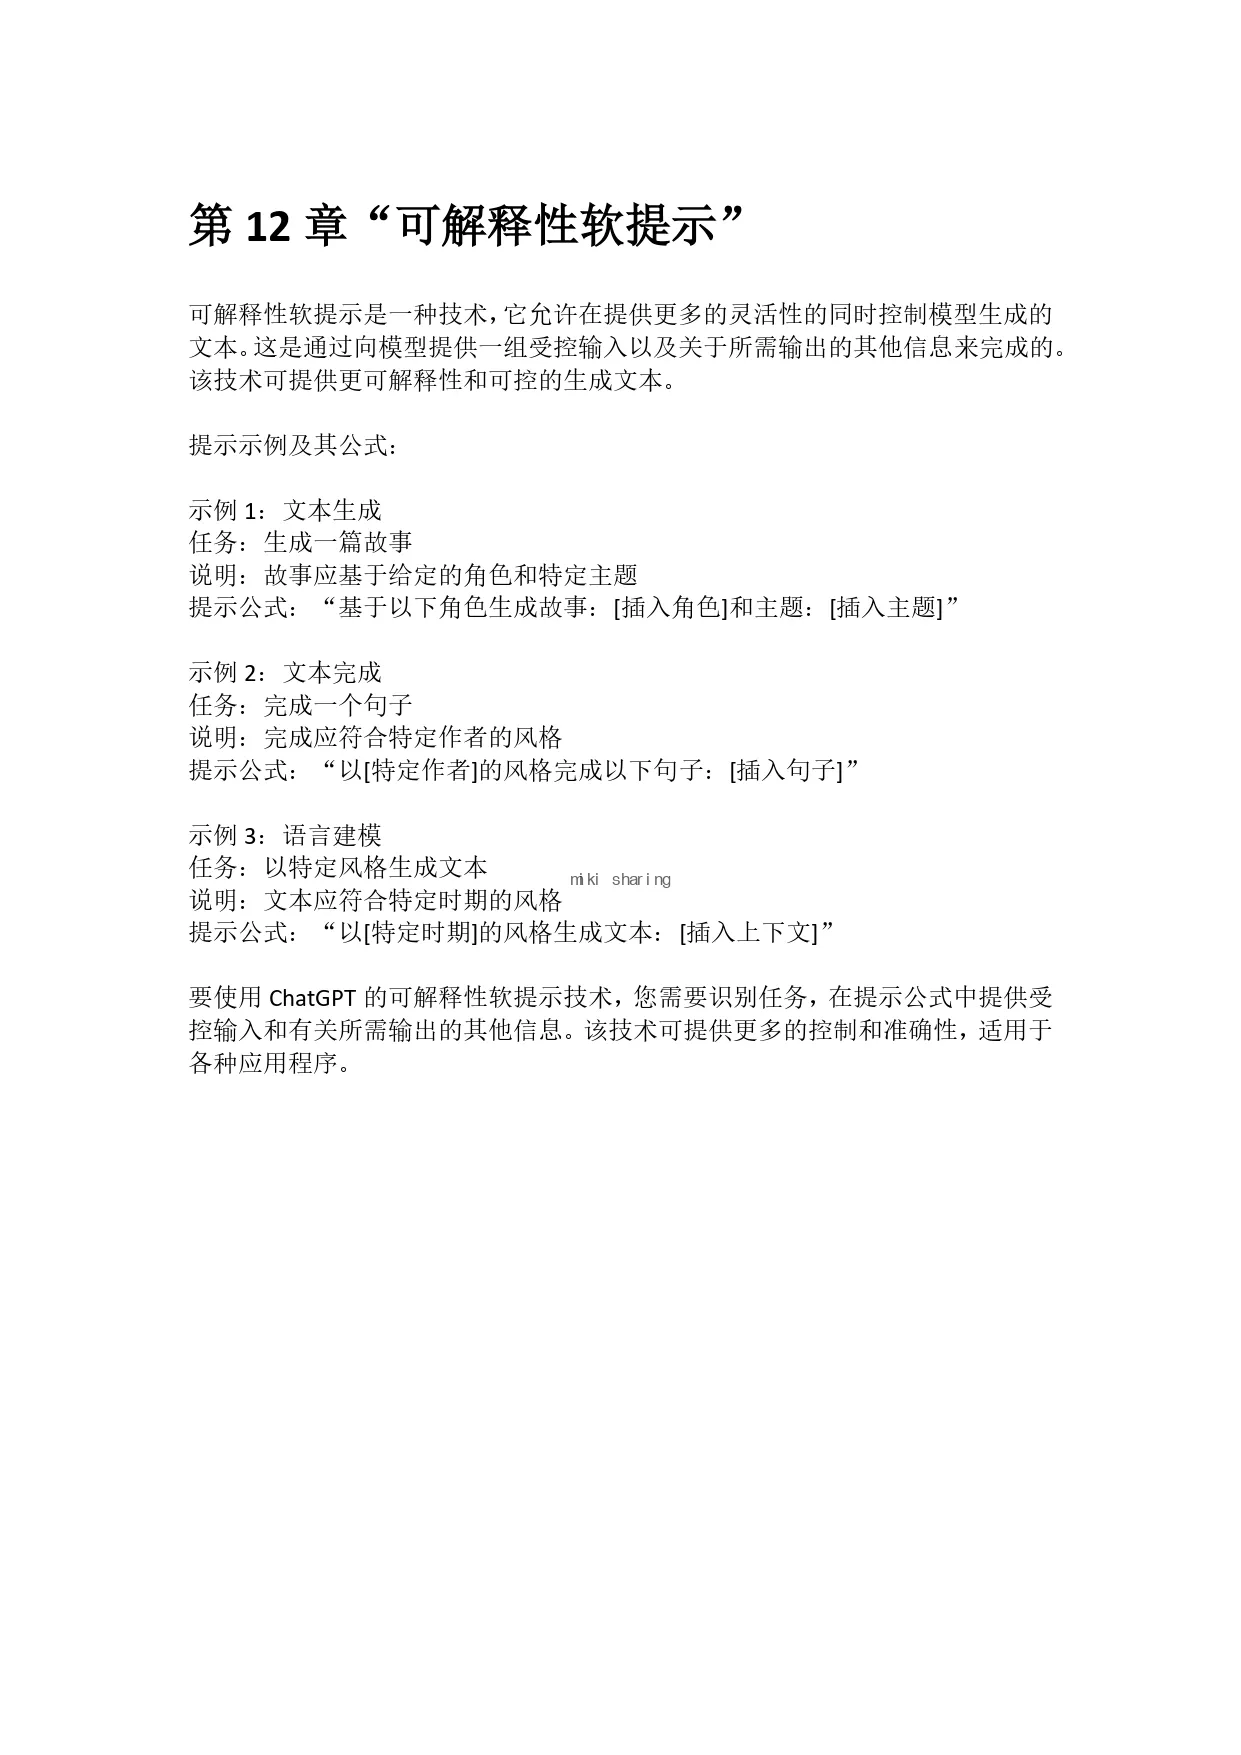 第 12 章“可解释性软提示”
可解释性软提示是一种技术，它允许在提供更多的灵活性的同时控制模型生成的
文本。这是通过向模型提供一组受控输入以及关于所需输出的其他信息来完成的。
该技术可提供更可解释性和可控的生成文本。
提示示例及其公式：
示例 1：文本生成
任务：生成一篇故事
说明：故事应基于给定的角色和特定主题
提示公式：“基于以下角色生成故事：[插入角色]和主题：[插入主题]”
示例 2：文本完成
任务：完成一个句子
说明：完成应符合特定作者的风格
提示公式：“以[特定作者]的风格完成以下句子：[插入句子]”
示例 3：语言建模
任务：以特定风格生成文本
miki sharing
说明：文本应符合特定时期的风格
提示公式：“以[特定时期]的风格生成文本：[插入上下文]”
要使用 ChatGPT 的可解释性软提示技术，您需要识别任务，在提示公式中提供受
控输入和有关所需输出的其他信息。该技术可提供更多的控制和准确性，适用于
各种应用程序。